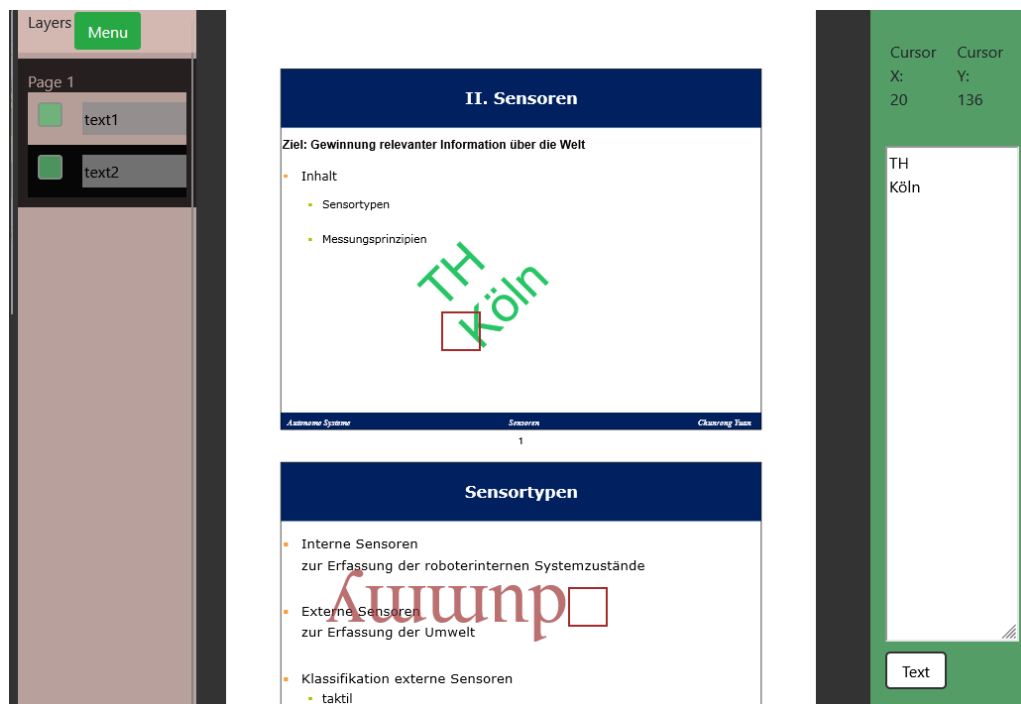 Layers
Menu
Page 1
text1
text2
II. Sensoren
Ziel: Gewinnung relevanter Information über die Welt
Inhalt
Sensortypen
Messungsprinzipien
TH
Köln
Autonome Systeme
Sensoren
Chunrong Yuan
1
Sensortypen
Interne Sensoren
zur Erfassung der roboterinternen Systemzustände
dummy
Externe Sensoren
zur Erfassung der Umwelt
Klassifikation externe Sensoren
taktil
Cursor X: 20
Cursor Y: 136
TH
Köln
Text